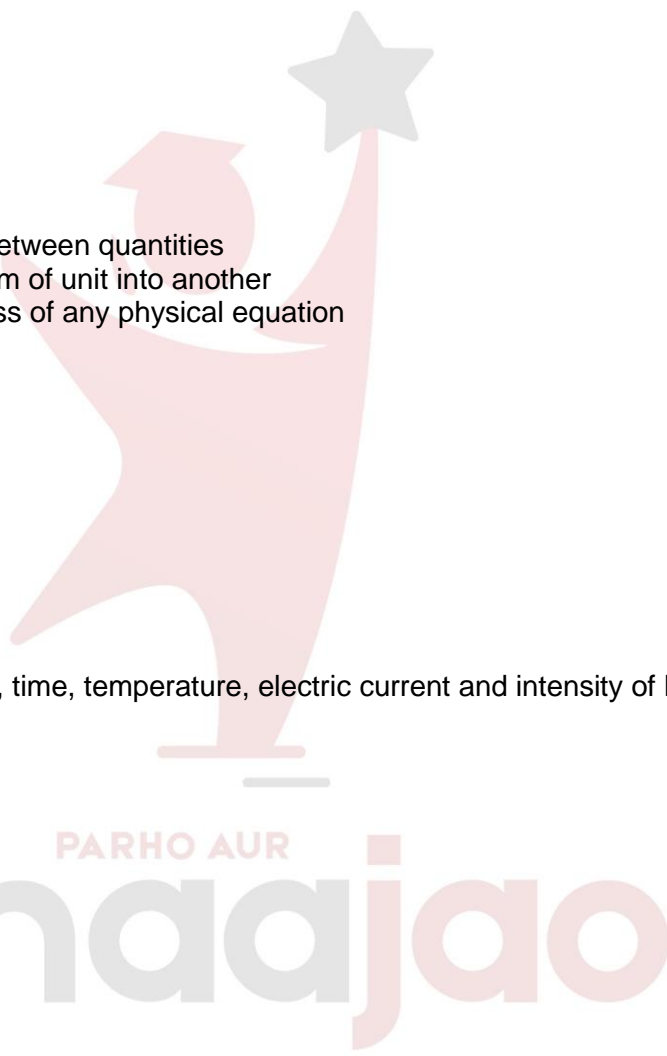 etween quantities
m of unit into another
ss of any physical equation
, time, temperature, electric current and intensity of l
PARHO AUR
naajao